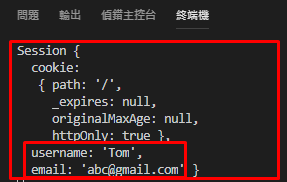 問題 輸出 偵錯主控台 終端機
Session {
cookie:
{ path: '/',
_expires: null,
originalMaxAge: null,
httpOnly: true },
username: 'Tom',
email: 'abc@gmail.com' }